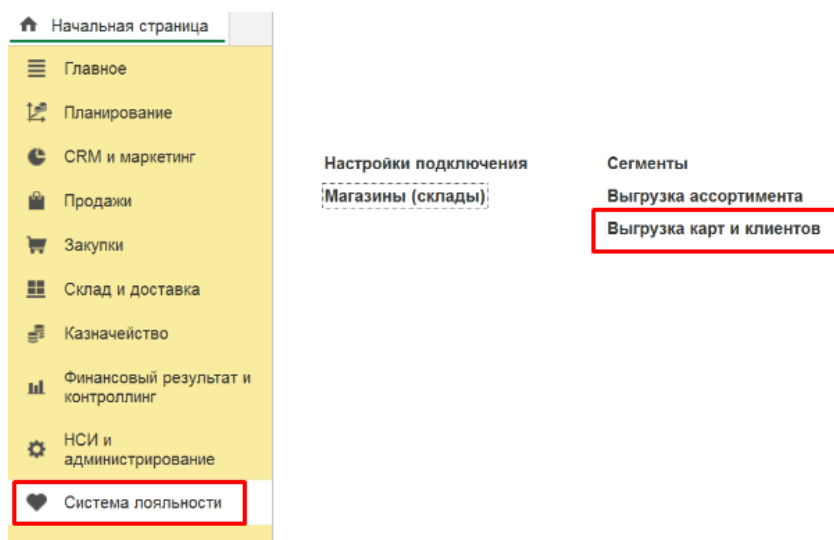 Начальная страница
Главное
Планирование
CRM и маркетинг
Продажи
Закупки
Склад и доставка
Казначейство
Финансовый результат и
контроллинг
НСИ и
администрирование
Система лояльности
Настройки подключения
Магазины (склады)
Сегменты
Выгрузка ассортимента
Выгрузка карт и клиентов